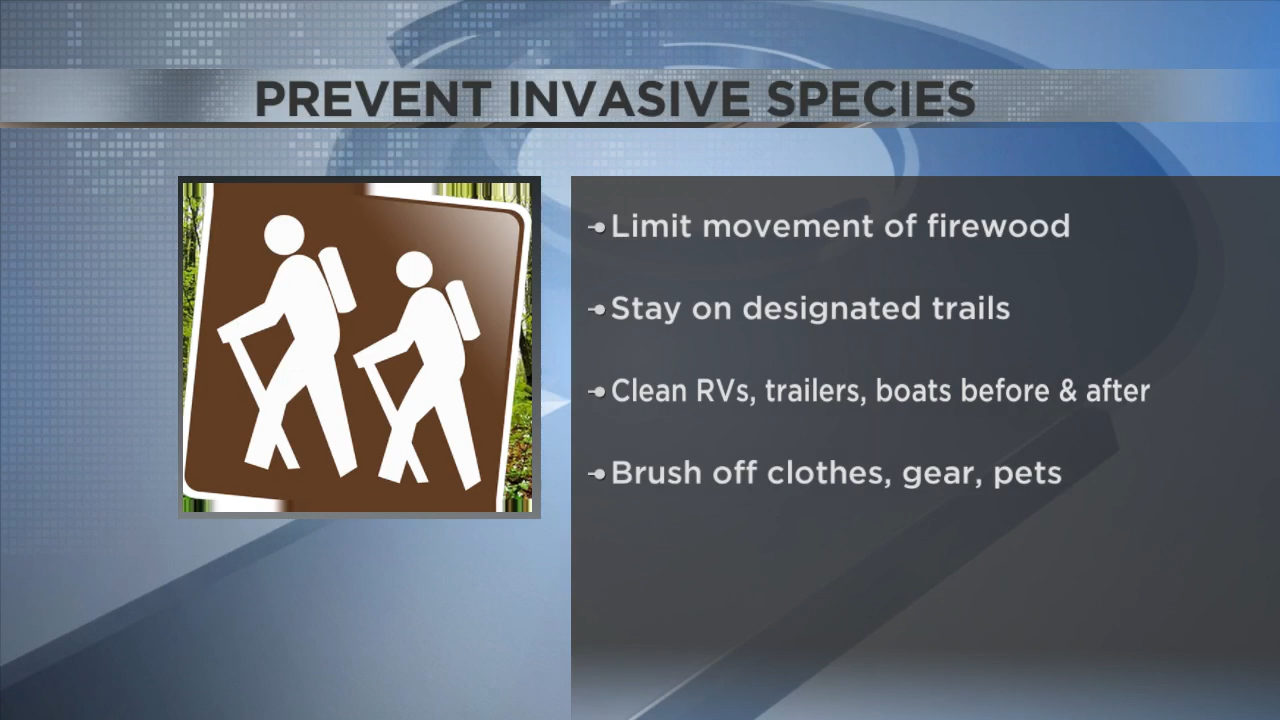 PREVENT INVASIVE SPECIES
Limit movement of firewood
Stay on designated trails
Clean RVs, trailers, boats before & after
Brush off clothes, gear, pets